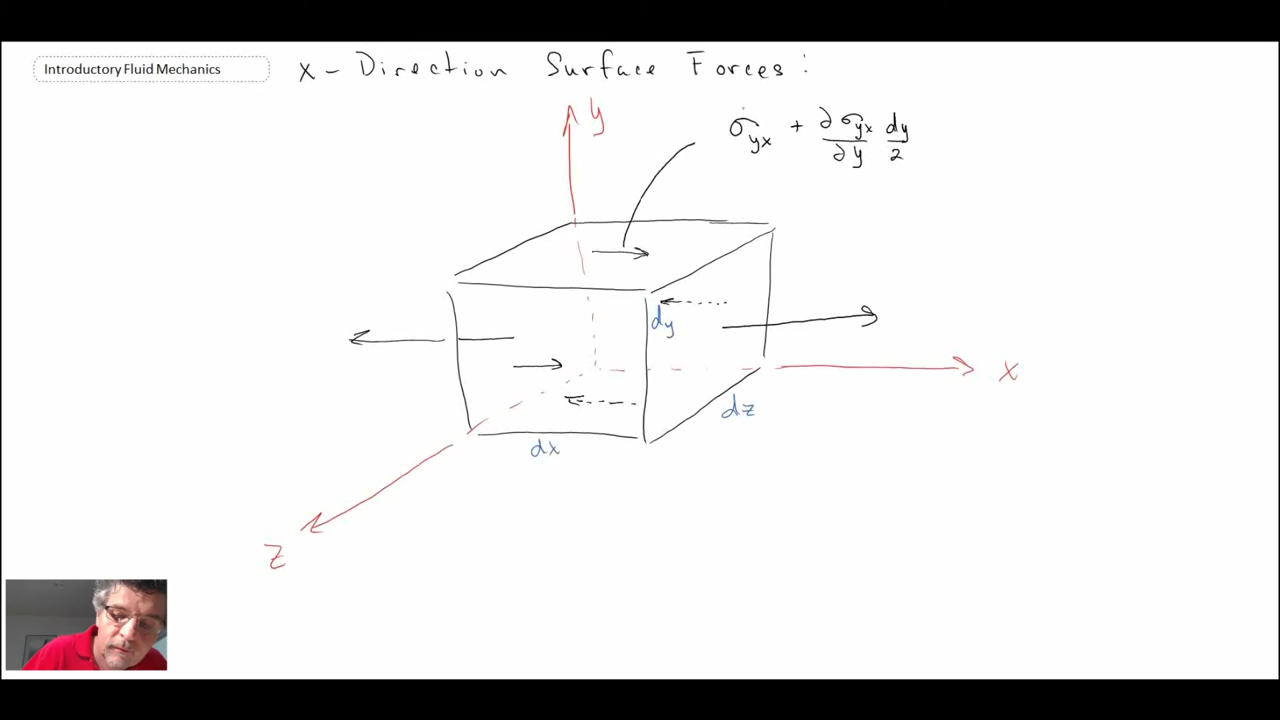 Introductory Fluid Mechanics
x - Direction Surface Forces:
y
σyx + ∂σyx/∂y dy/2
dy
x
dz
dx
z